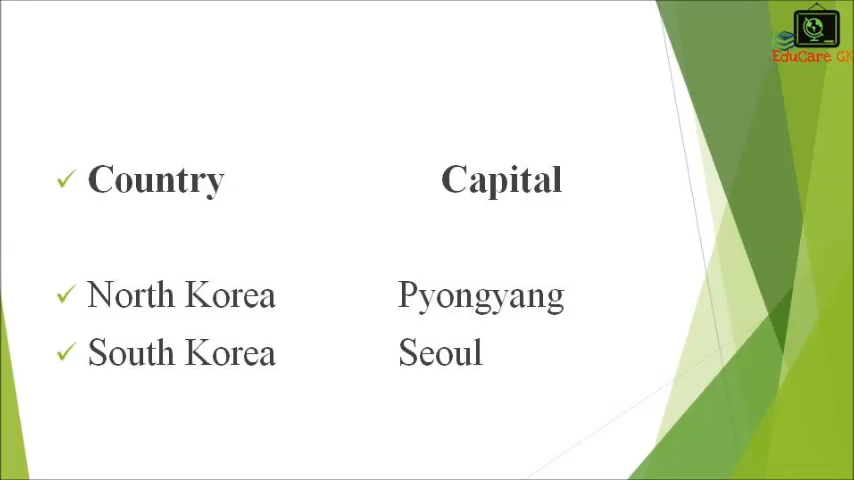 EduCare GK
Country Capital
North Korea Pyongyang
South Korea Seoul